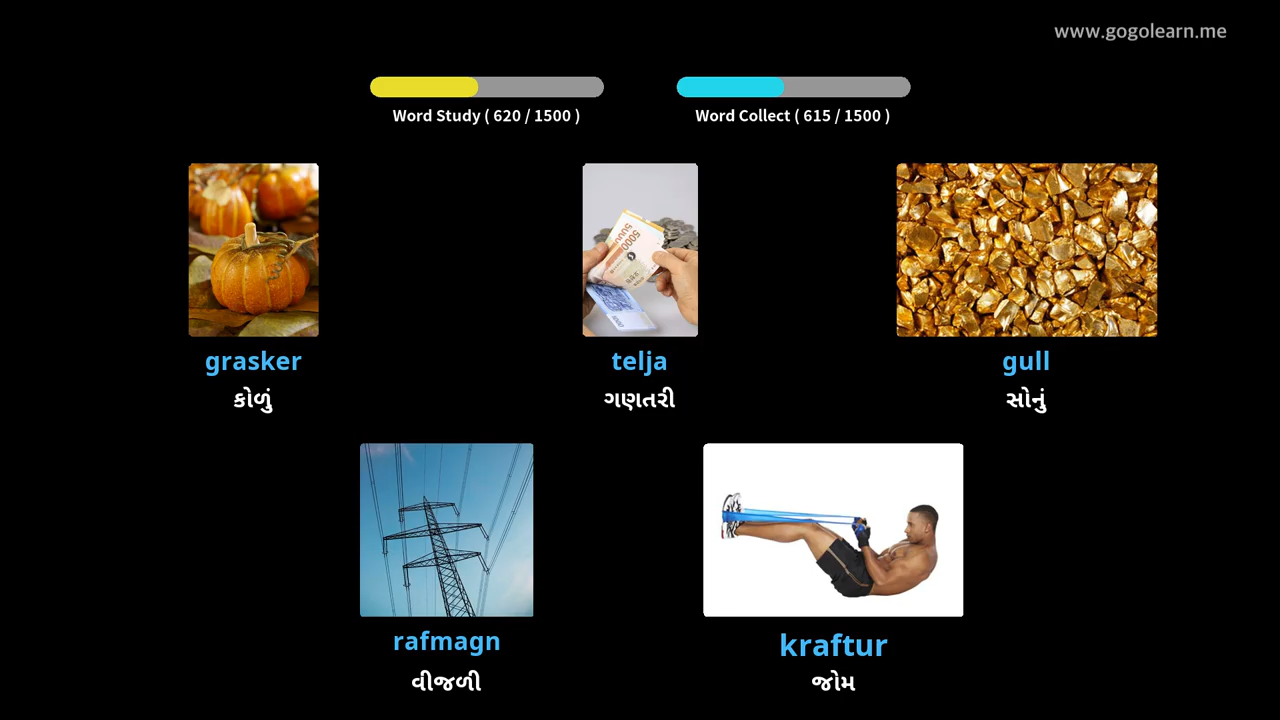 www.gogolearn.me
Word Study ( 620 / 1500 )
Word Collect ( 615 / 1500 )
grasker
telja
gull
કોળું
ગણતરી
સોનું
rafmagn
kraftur
વીજળી
જોમ